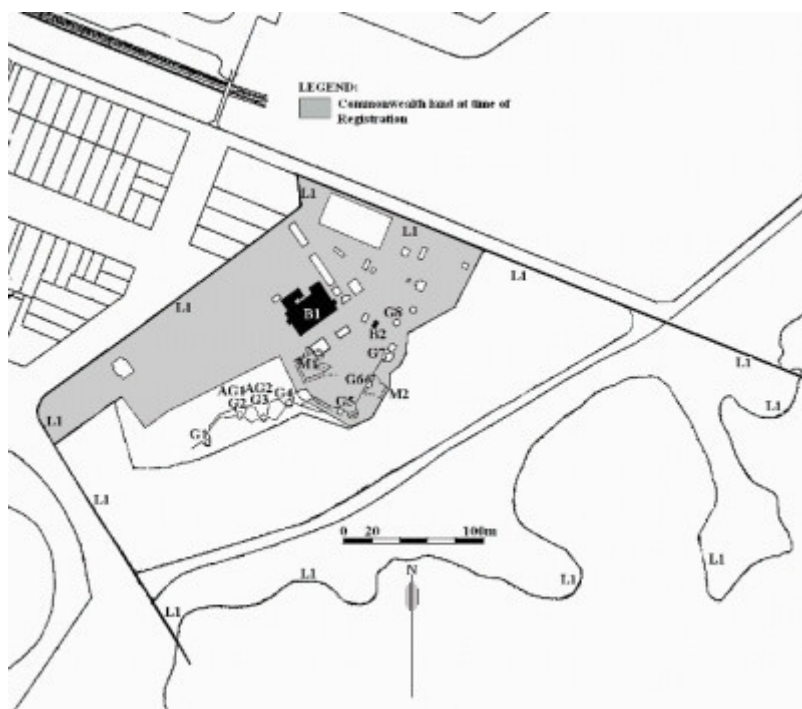 LEGEND:
Commonwealth land at time of
Registration
L1
L1
L1
L1
B1
G8
B2
G7
L1
M1
G6
M2
AG1 AG2
G4
G2 G3
G5
L1
L1
G1
L1
0 20 100m
L1
N
L1
L1
L1